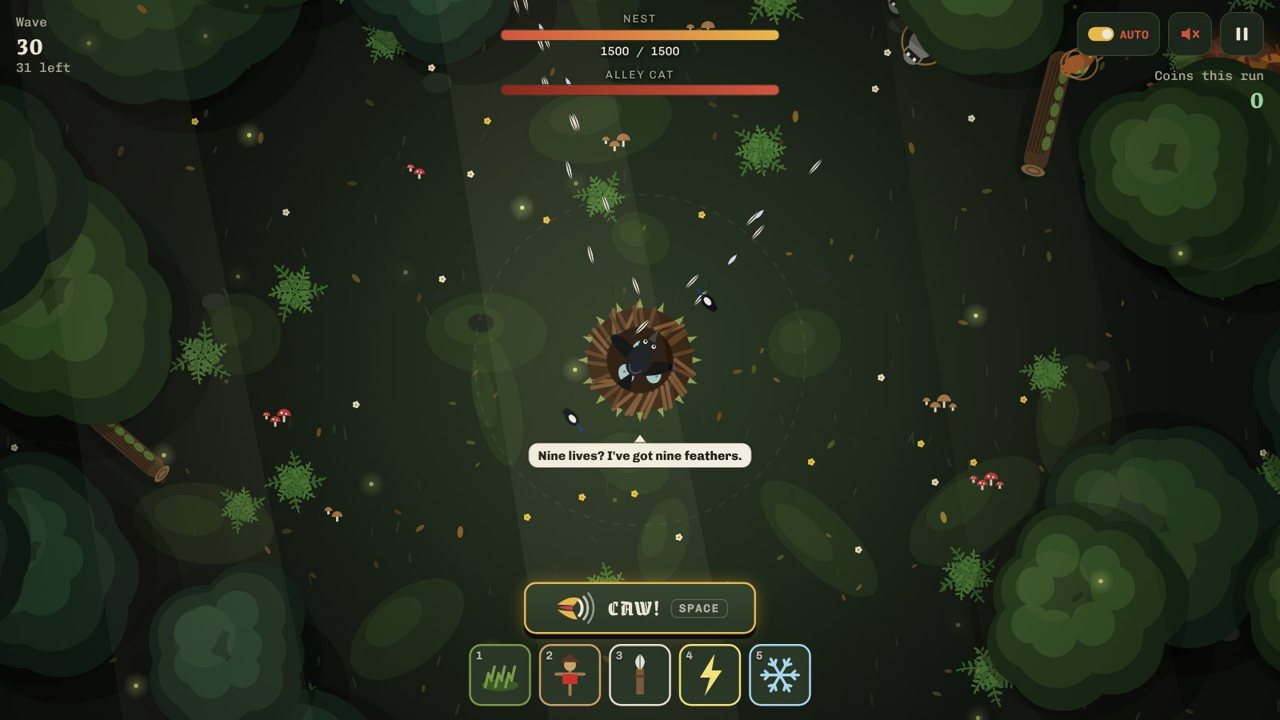 Wave
30
31 left
NEST
1500 / 1500
ALLEY CAT
AUTO
Coins this run
0
Nine lives? I've got nine feathers.
CAW! SPACE
1 2 3 4 5